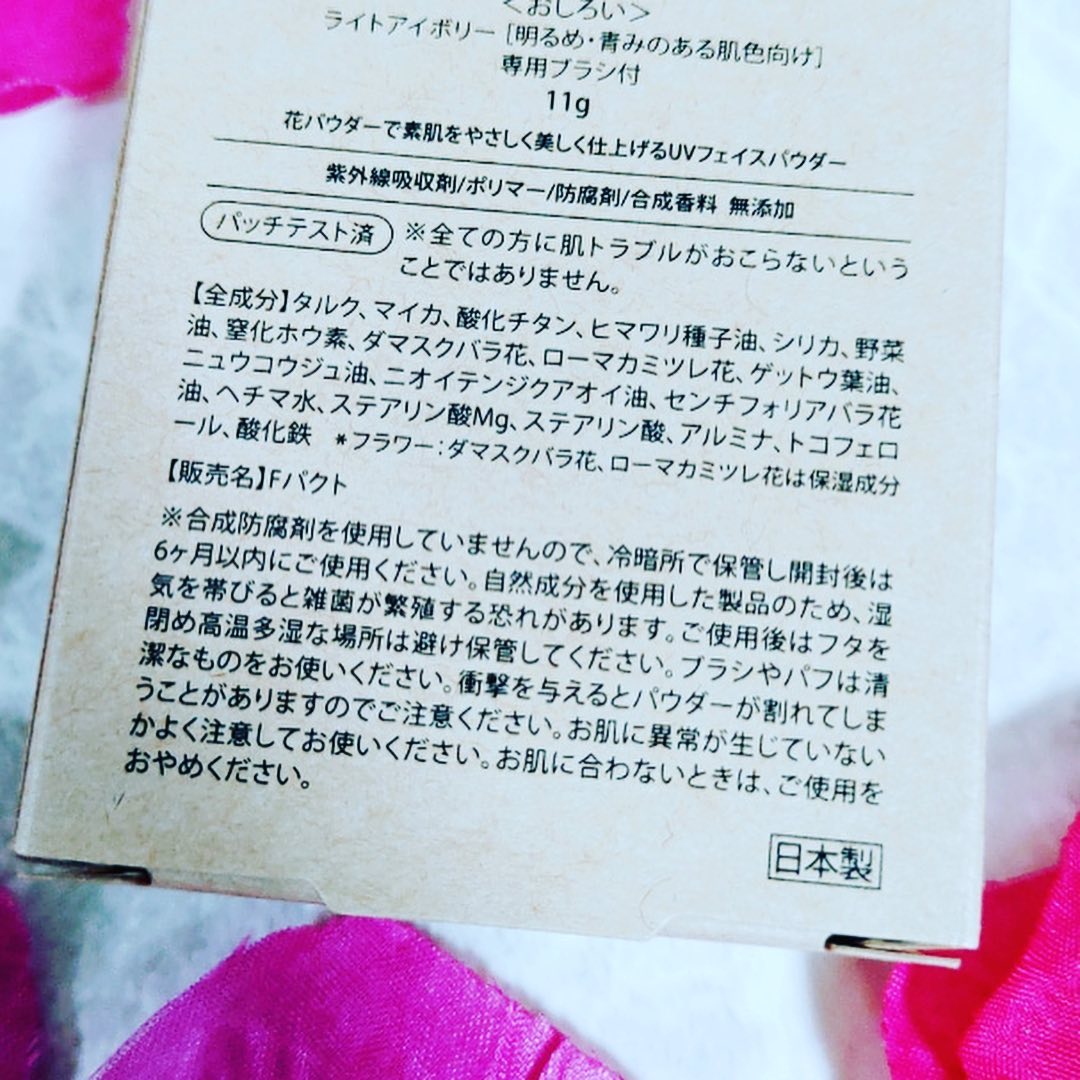 <おしろい>
ライトアイボリー [明るめ・青みのある肌色向け]
専用ブラシ付
11g
花パウダーで素肌をやさしく美しく仕上げるUVフェイスパウダー
紫外線吸収剤/ポリマー/防腐剤/合成香料 無添加
パッチテスト済 ※全ての方に肌トラブルがおこらないという
ことではありません。
【全成分】タルク、マイカ、酸化チタン、ヒマワリ種子油、シリカ、野菜
油、窒化ホウ素、ダマスクバラ花、ローマカミツレ花、ゲットウ葉油、
ニュウコウジュ油、ニオイテンジクアオイ油、センチフォリアバラ花
油、ヘチマ水、ステアリン酸Mg、ステアリン酸、アルミナ、トコフェロ
ール、酸化鉄 *フラワー:ダマスクバラ花、ローマカミツレ花は保湿成分
【販売名】Fパクト
※合成防腐剤を使用していませんので、冷暗所で保管し開封後は
6ヶ月以内にご使用ください。自然成分を使用した製品のため、湿
気を帯びると雑菌が繁殖する恐れがあります。ご使用後はフタを
閉め高温多湿な場所は避け保管してください。ブラシやパフは清
潔なものをお使いください。衝撃を与えるとパウダーが割れてしま
うことがありますのでご注意ください。お肌に異常が生じていない
かよく注意してお使いください。お肌に合わないときは、ご使用を
おやめください。
日本製